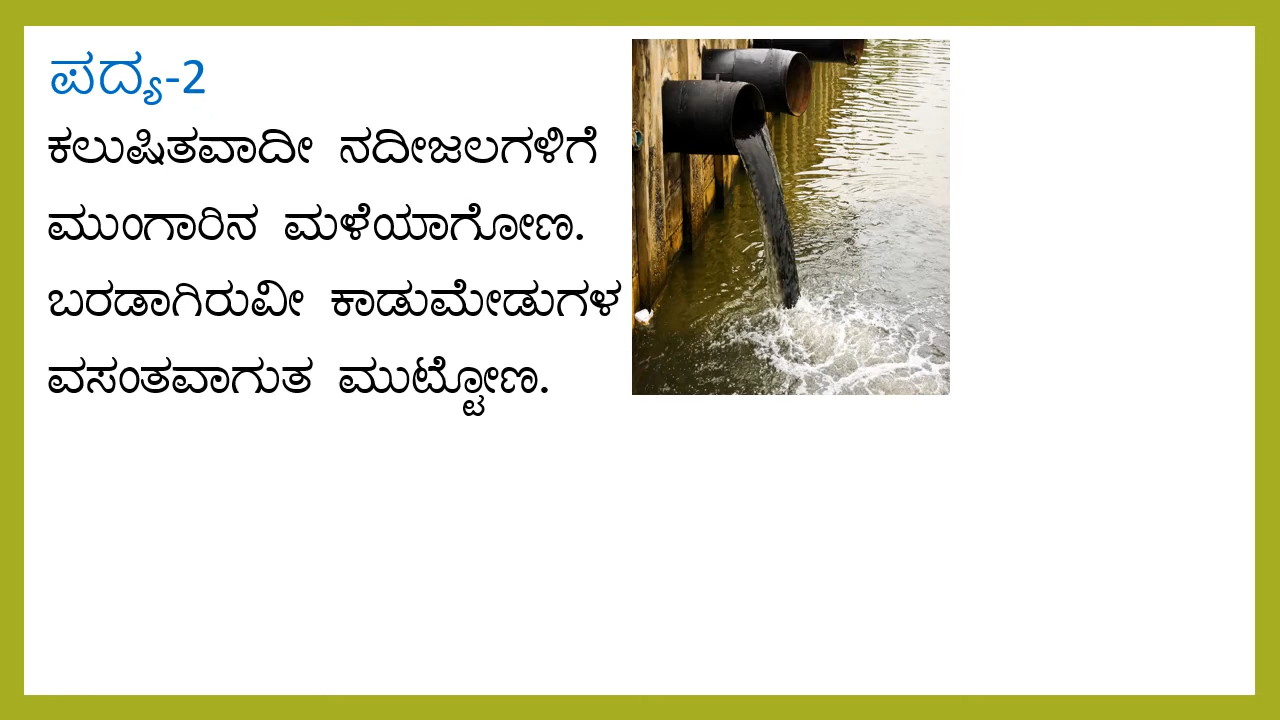 ಪದ್ಯ-2
ಕಲುಷಿತವಾದೀ ನದೀಜಲಗಳಿಗೆ
ಮುಂಗಾರಿನ ಮಳೆಯಾಗೋಣ.
ಬರಡಾಗಿರುವೀ ಕಾಡುಮೇಡುಗಳ
ವಸಂತವಾಗುತ ಮುಟ್ಟೋಣ.